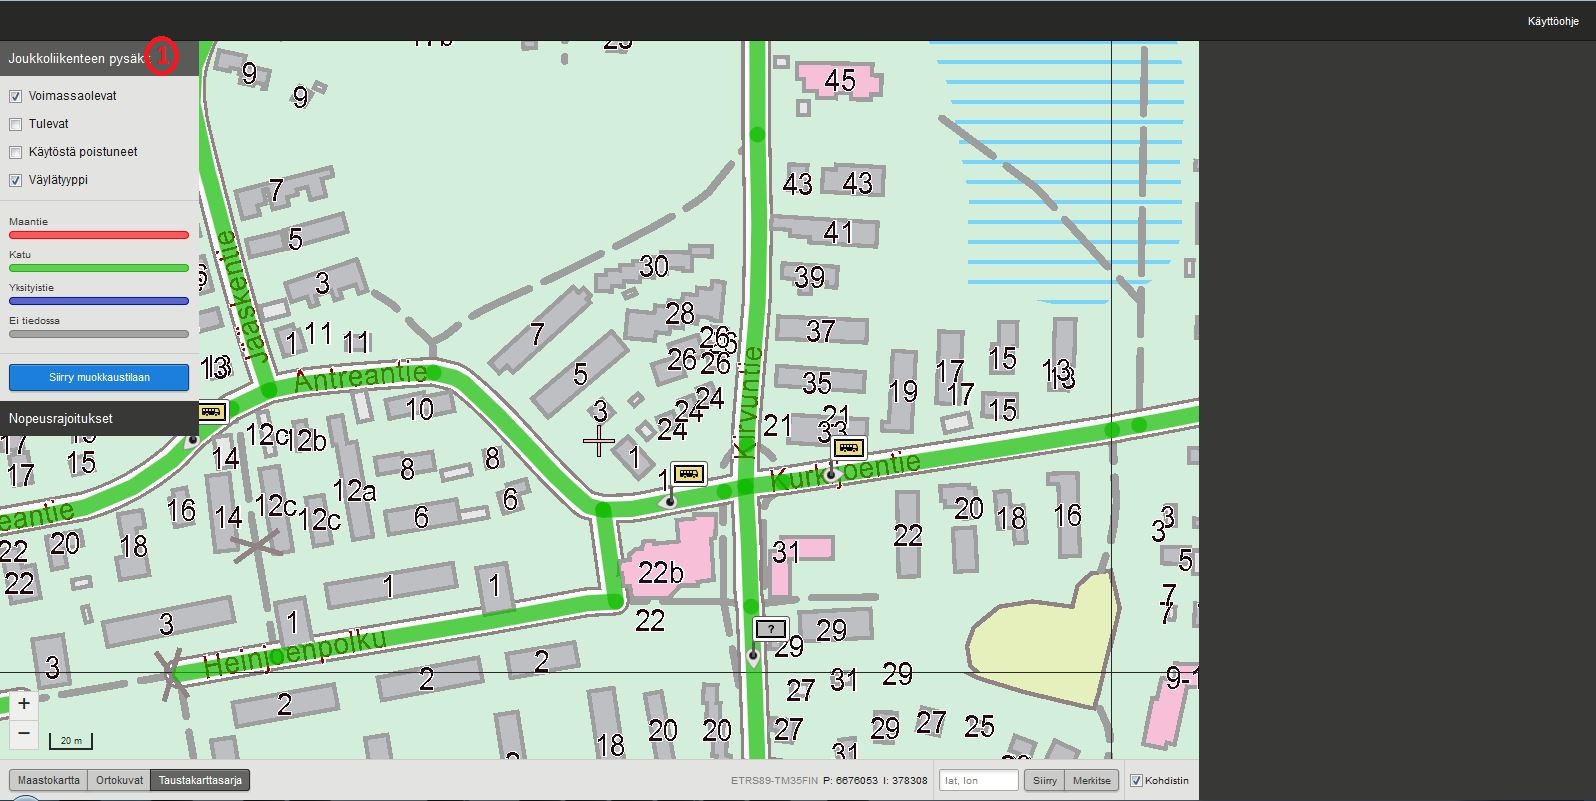 Käyttöohje
Joukkoliikenteen pysäk
1
Voimassaolevat
Tulevat
Käytöstä poistuneet
Väylätyyppi
Maantie
Katu
Yksityistie
Ei tiedossa
Siirry muokkaustilaan
Nopeusrajoitukset
9
9
45
7
43 43
5
41
30
39
3
28
11
11
1
7
37
26
26
26
Jääskentie
Kirvuntie
Antreantie
5
35
17
15
13
17
19
15
10
3
24
24
24
21
21
33
12c
12b
14
1
Kurkijoentie
17
15
8
8
12a
6
6
16
14
12c
12c
22
20
18
16
3
3
eantie
22
20
18
22
22b
31
5
1
1
1
7
7
3
22
29
29
Heinjoenpolku
3
2
2
2
27
31
29
9-1
18
20
20
27
29
27
25
31
?
+
−
20 m
Maastokartta Ortokuvat Taustakarttasarja
ETRS89-TM35FIN P: 6676053 I: 378308
lat, lon
Siirry Merkitse
Kohdistin